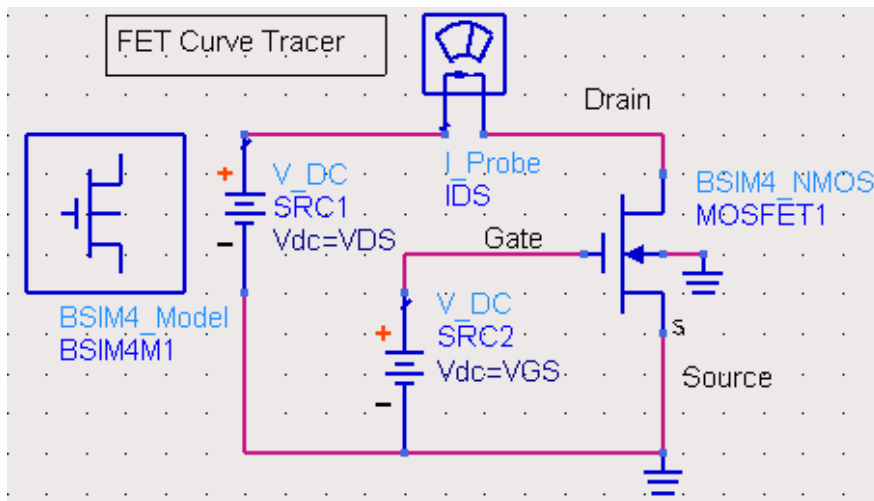 FET Curve Tracer
Drain
I_Probe
IDS
V_DC
SRC1
Vdc=VDS
BSIM4_NMOS
MOSFET1
Gate
BSIM4_Model
BSIM4M1
V_DC
SRC2
Vdc=VGS
s
Source